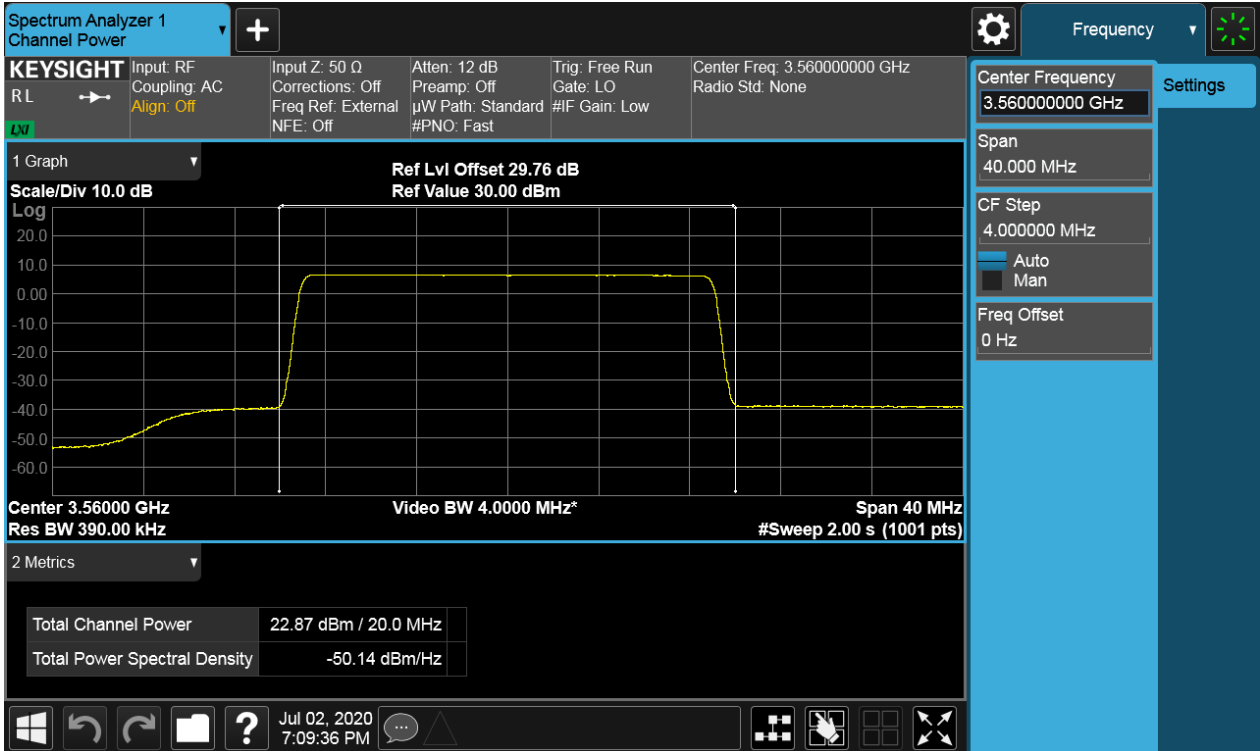 Spectrum Analyzer 1
Channel Power
Frequency
KEYSIGHT
RL
LXI
Input: RF
Coupling: AC
Align: Off
Input Z: 50 Ω
Corrections: Off
Freq Ref: External
NFE: Off
Atten: 12 dB
Preamp: Off
µW Path: Standard
#PNO: Fast
Trig: Free Run
Gate: LO
#IF Gain: Low
Center Freq: 3.560000000 GHz
Radio Std: None
Center Frequency
3.560000000 GHz
Settings
Span
40.000 MHz
CF Step
4.000000 MHz
Auto
Man
Freq Offset
0 Hz
1 Graph
Scale/Div 10.0 dB
Ref Lvl Offset 29.76 dB
Ref Value 30.00 dBm
Log
20.0
10.0
0.00
-10.0
-20.0
-30.0
-40.0
-50.0
-60.0
Center 3.56000 GHz
Video BW 4.0000 MHz*
Span 40 MHz
Res BW 390.00 kHz
#Sweep 2.00 s (1001 pts)
2 Metrics
Total Channel Power 22.87 dBm / 20.0 MHz
Total Power Spectral Density -50.14 dBm/Hz
?
Jul 02, 2020
7:09:36 PM